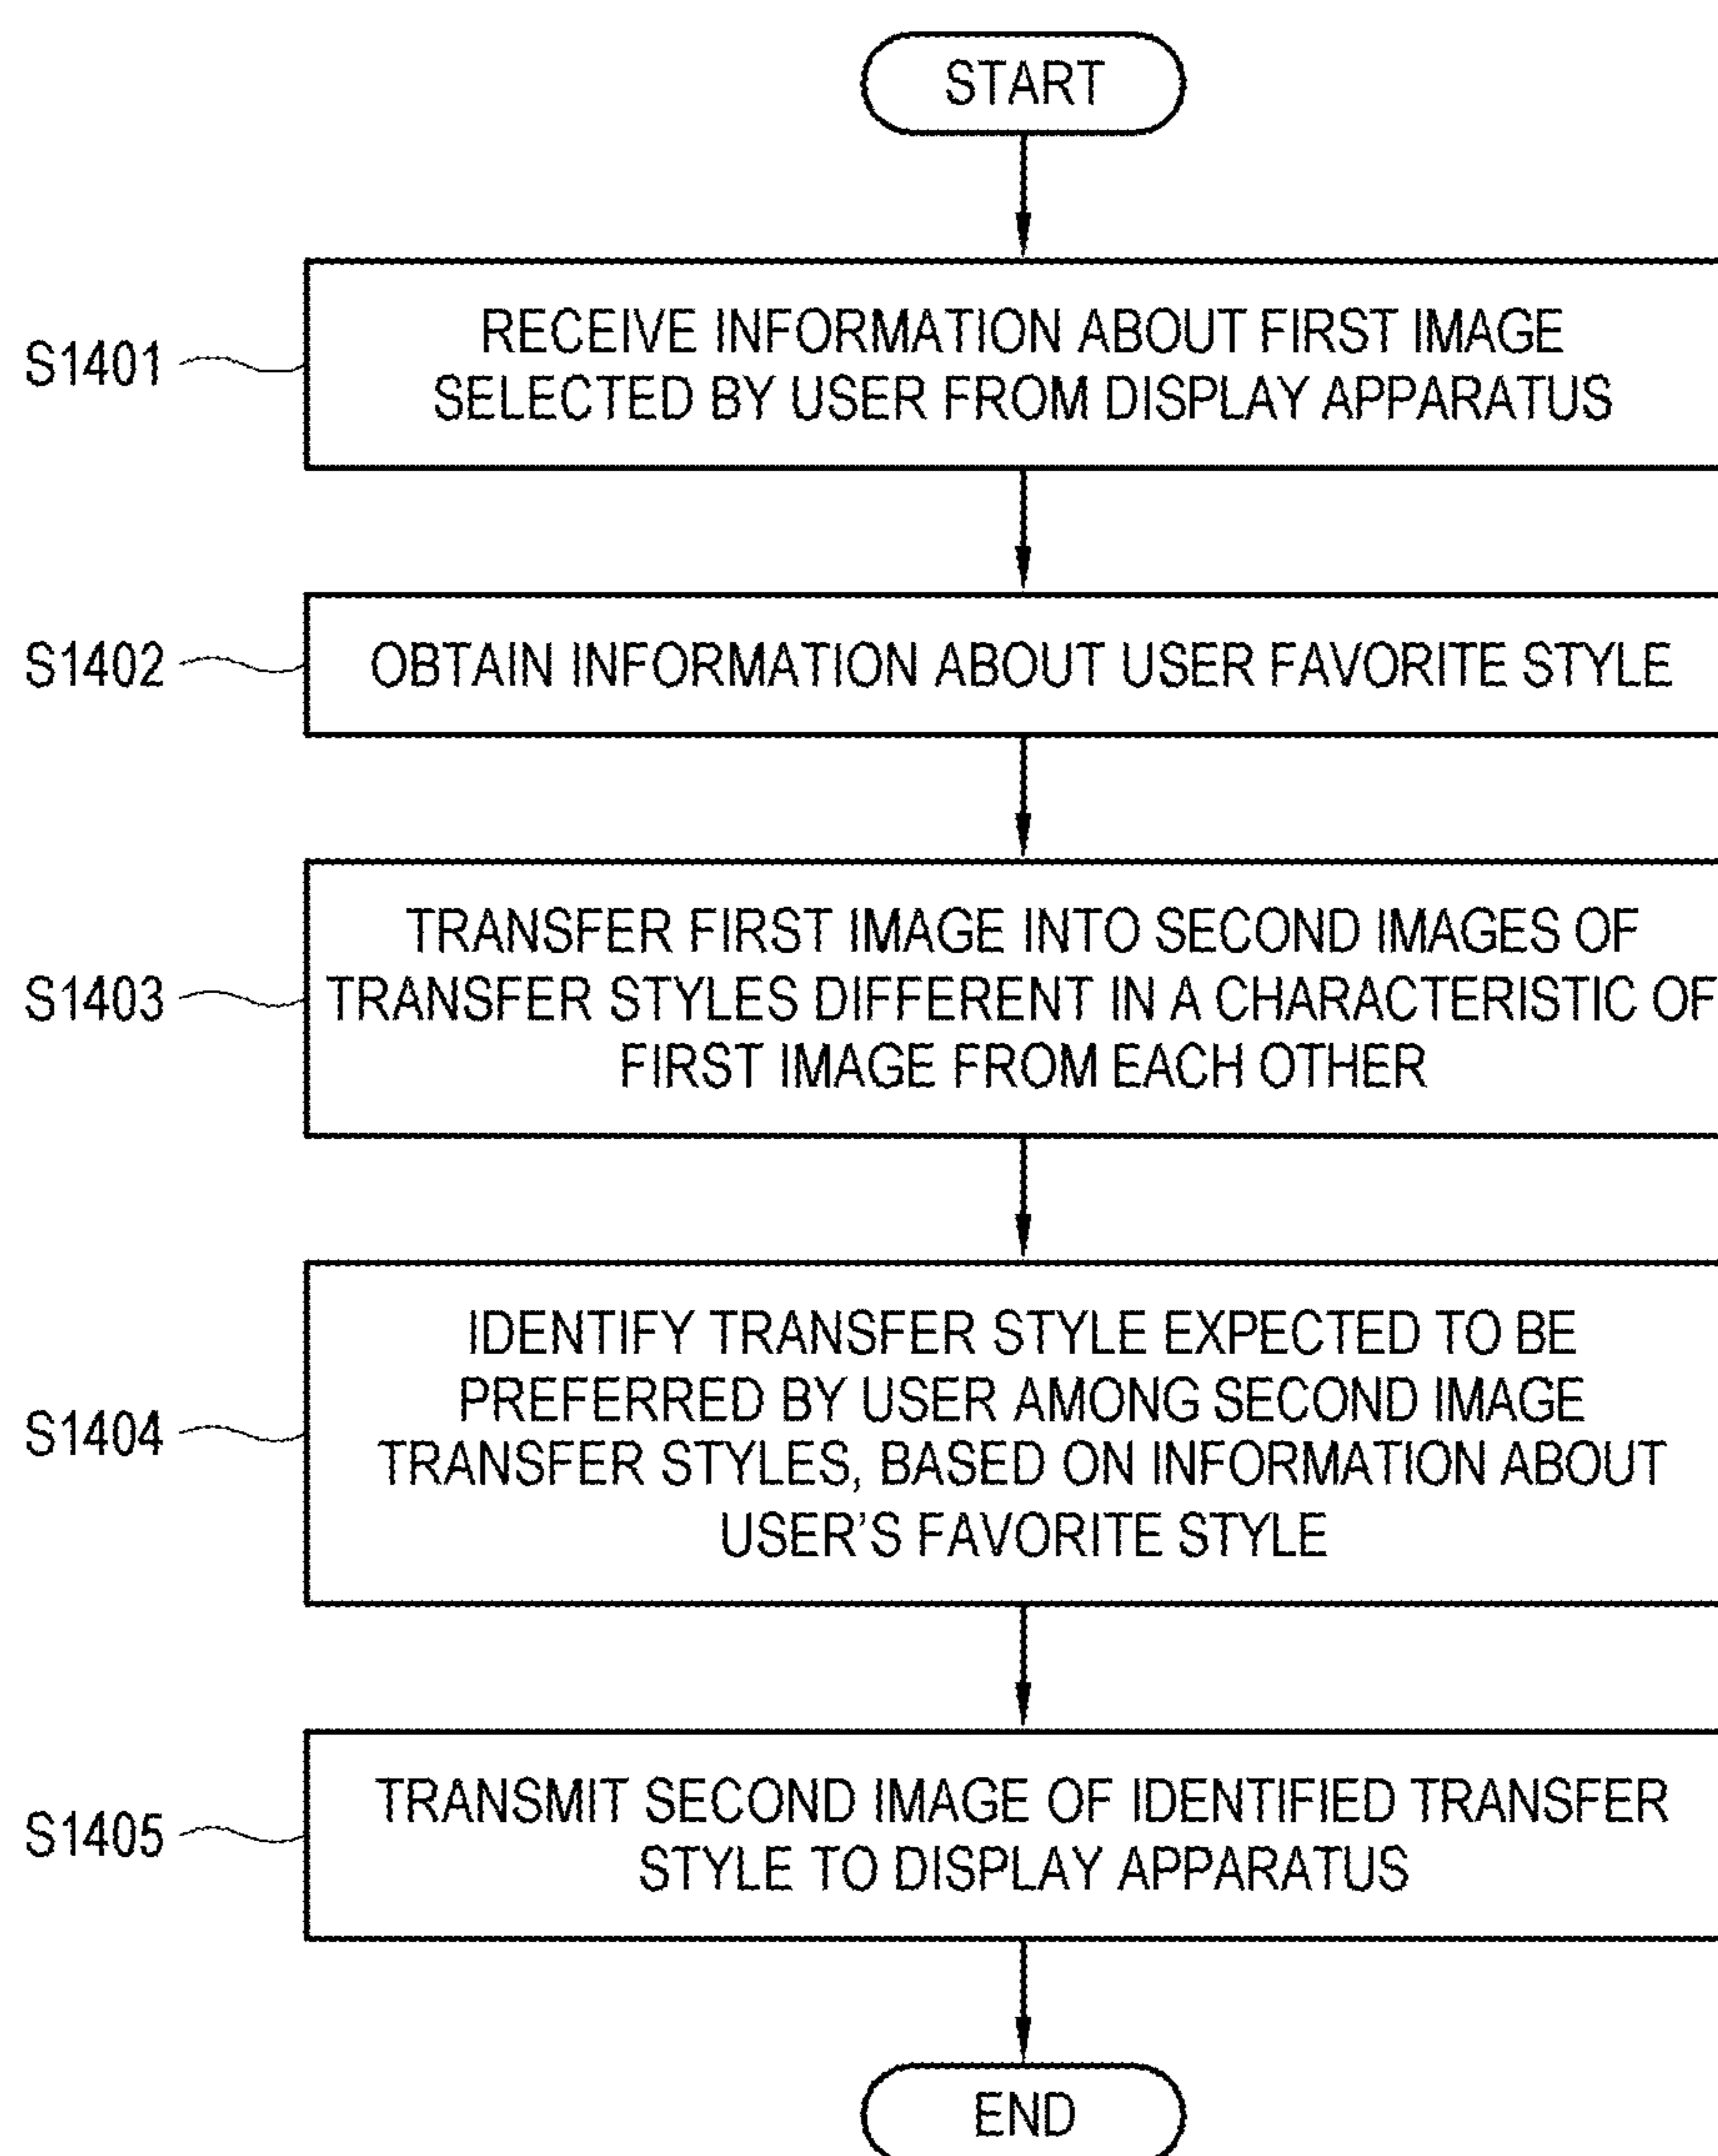 START
S1401
RECEIVE INFORMATION ABOUT FIRST IMAGE
SELECTED BY USER FROM DISPLAY APPARATUS
S1402
OBTAIN INFORMATION ABOUT USER FAVORITE STYLE
S1403
TRANSFER FIRST IMAGE INTO SECOND IMAGES OF
TRANSFER STYLES DIFFERENT IN A CHARACTERISTIC OF
FIRST IMAGE FROM EACH OTHER
S1404
IDENTIFY TRANSFER STYLE EXPECTED TO BE
PREFERRED BY USER AMONG SECOND IMAGE
TRANSFER STYLES, BASED ON INFORMATION ABOUT
USER'S FAVORITE STYLE
S1405
TRANSMIT SECOND IMAGE OF IDENTIFIED TRANSFER
STYLE TO DISPLAY APPARATUS
END